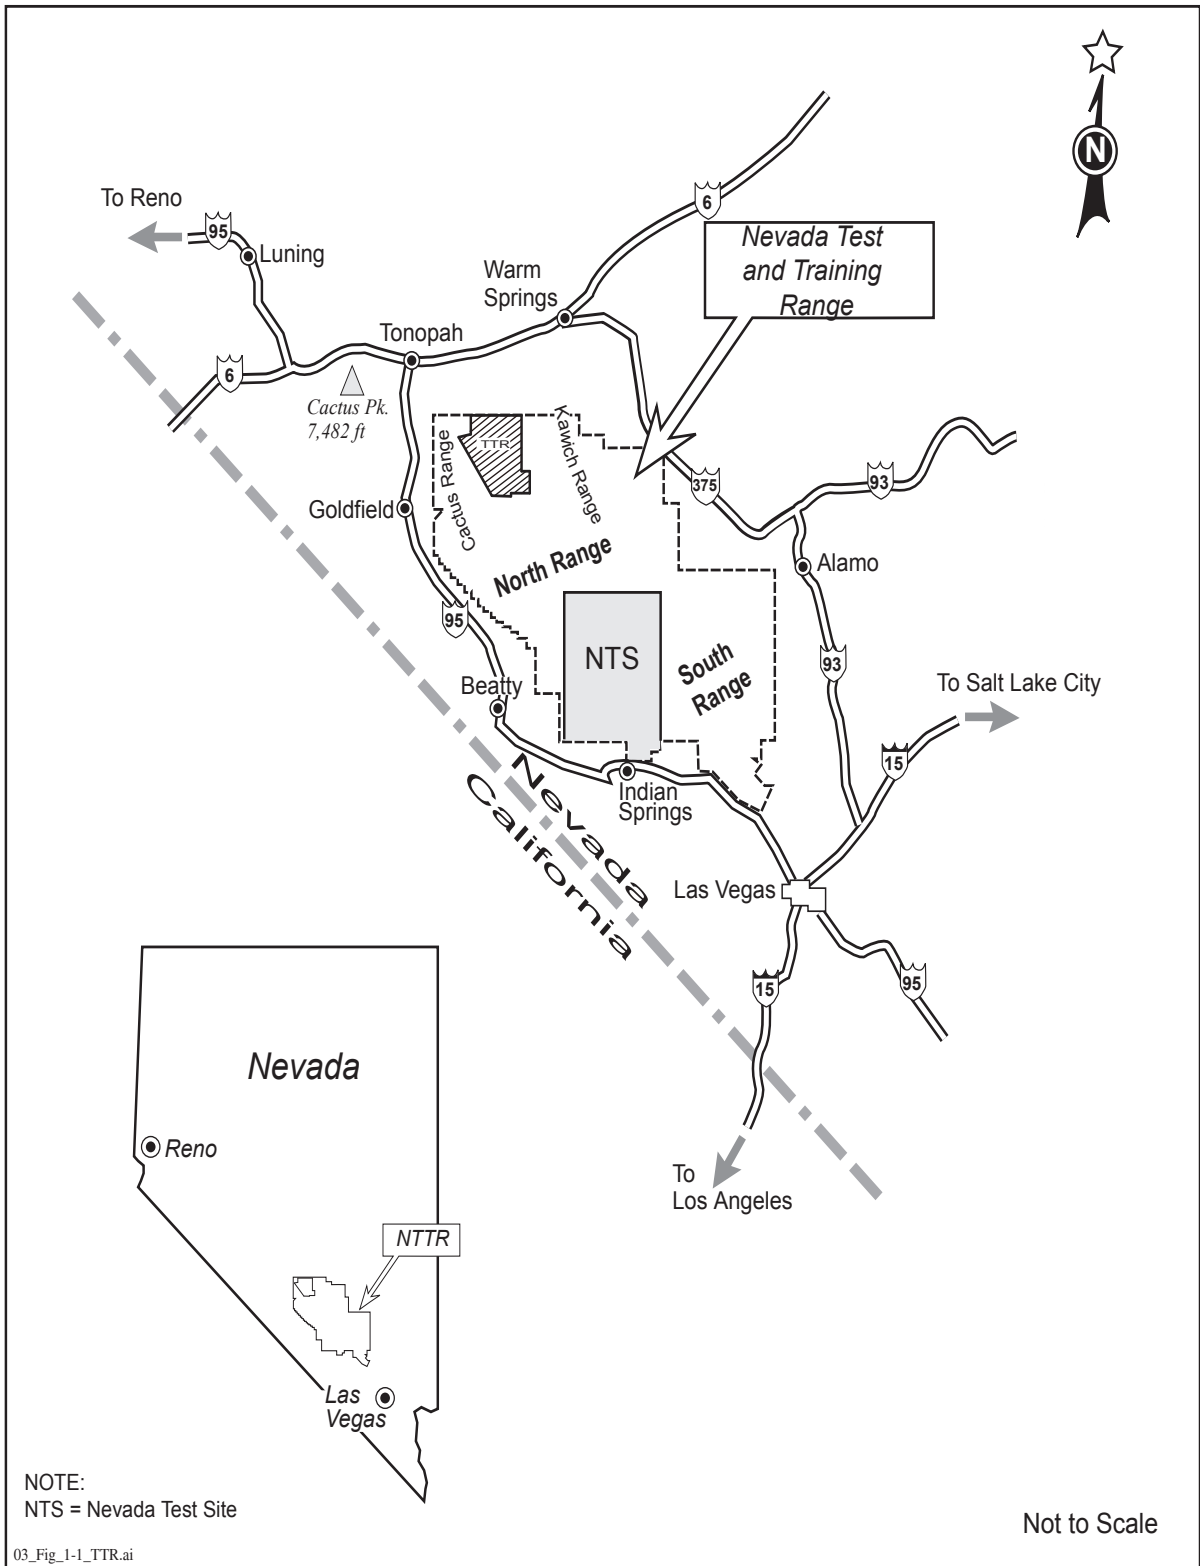 N
6
To Reno
95
Luning
Nevada Test
and Training
Range
Warm
Springs
Tonopah
6
Cactus Pk.
7,482 ft
TTR
Kawich Range
Cactus Range
375
93
Goldfield
North Range
Alamo
95
NTS
South
Range
93
Beatty
To Salt Lake City
15
Indian
Springs
Nevada
California
Las Vegas
15
95
To
Los Angeles
Nevada
Reno
NTTR
Las
Vegas
NOTE:
NTS = Nevada Test Site
Not to Scale
03_Fig_1-1_TTR.ai